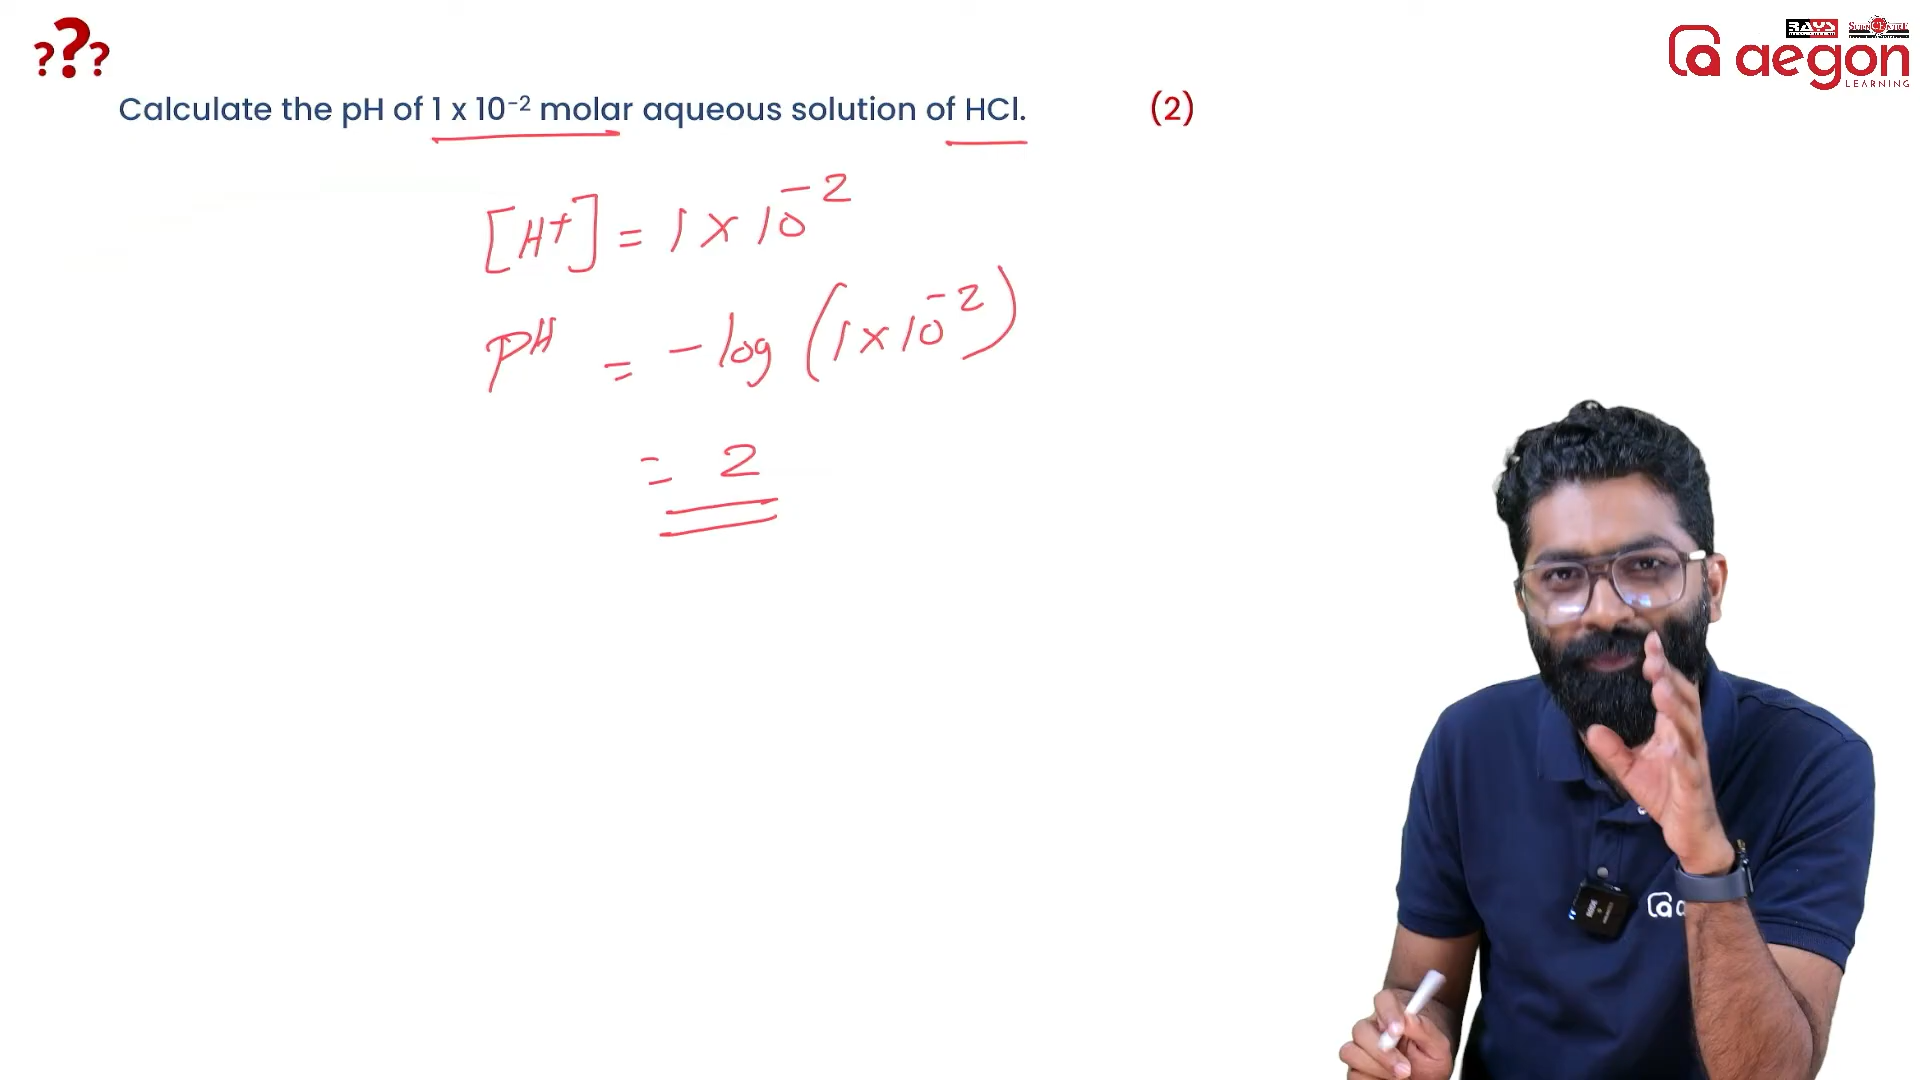 ???
RAYS
aegon
LEARNING
Calculate the pH of 1 x 10⁻² molar aqueous solution of HCl. (2)
[H+] = 1 x 10⁻²
pH = - log (1 x 10⁻²)
= 2